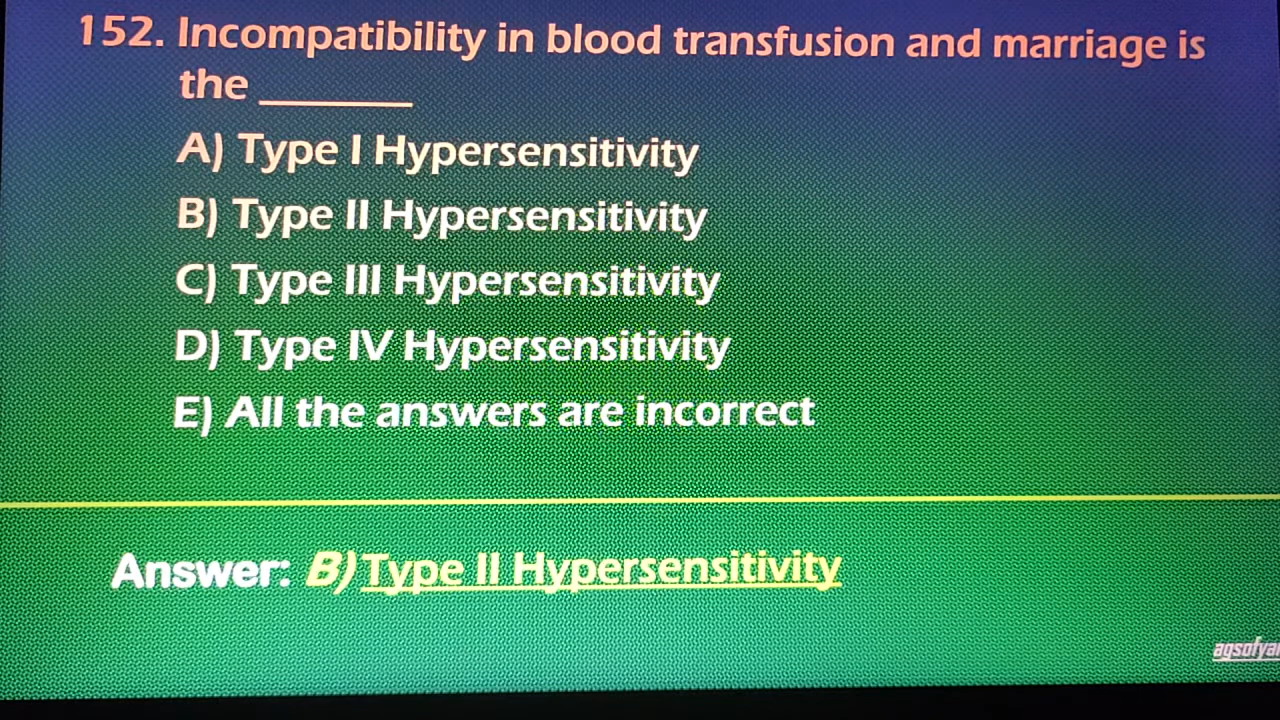 152. Incompatibility in blood transfusion and marriage is
the _______
A) Type I Hypersensitivity
B) Type II Hypersensitivity
C) Type III Hypersensitivity
D) Type IV Hypersensitivity
E) All the answers are incorrect
Answer: B) Type II Hypersensitivity